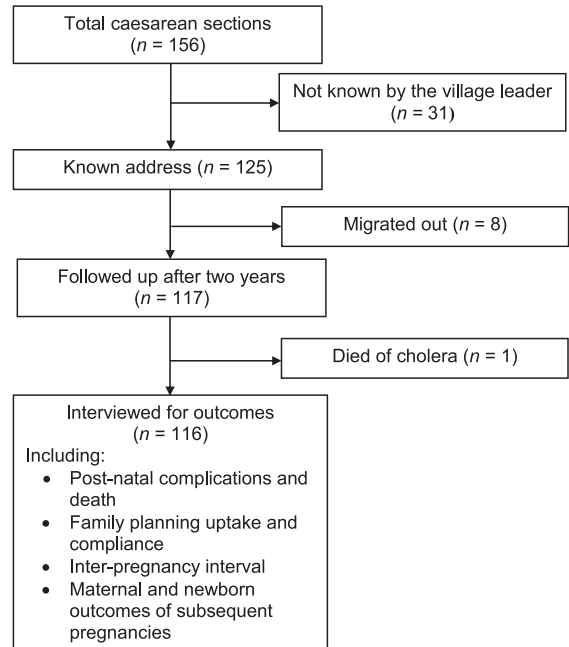 Total caesarean sections
(n = 156)
Not known by the village leader
(n = 31)
Known address (n = 125)
Migrated out (n = 8)
Followed up after two years
(n = 117)
Died of cholera (n = 1)
Interviewed for outcomes
(n = 116)
Including:
• Post-natal complications and
death
• Family planning uptake and
compliance
• Inter-pregnancy interval
• Maternal and newborn
outcomes of subsequent
pregnancies